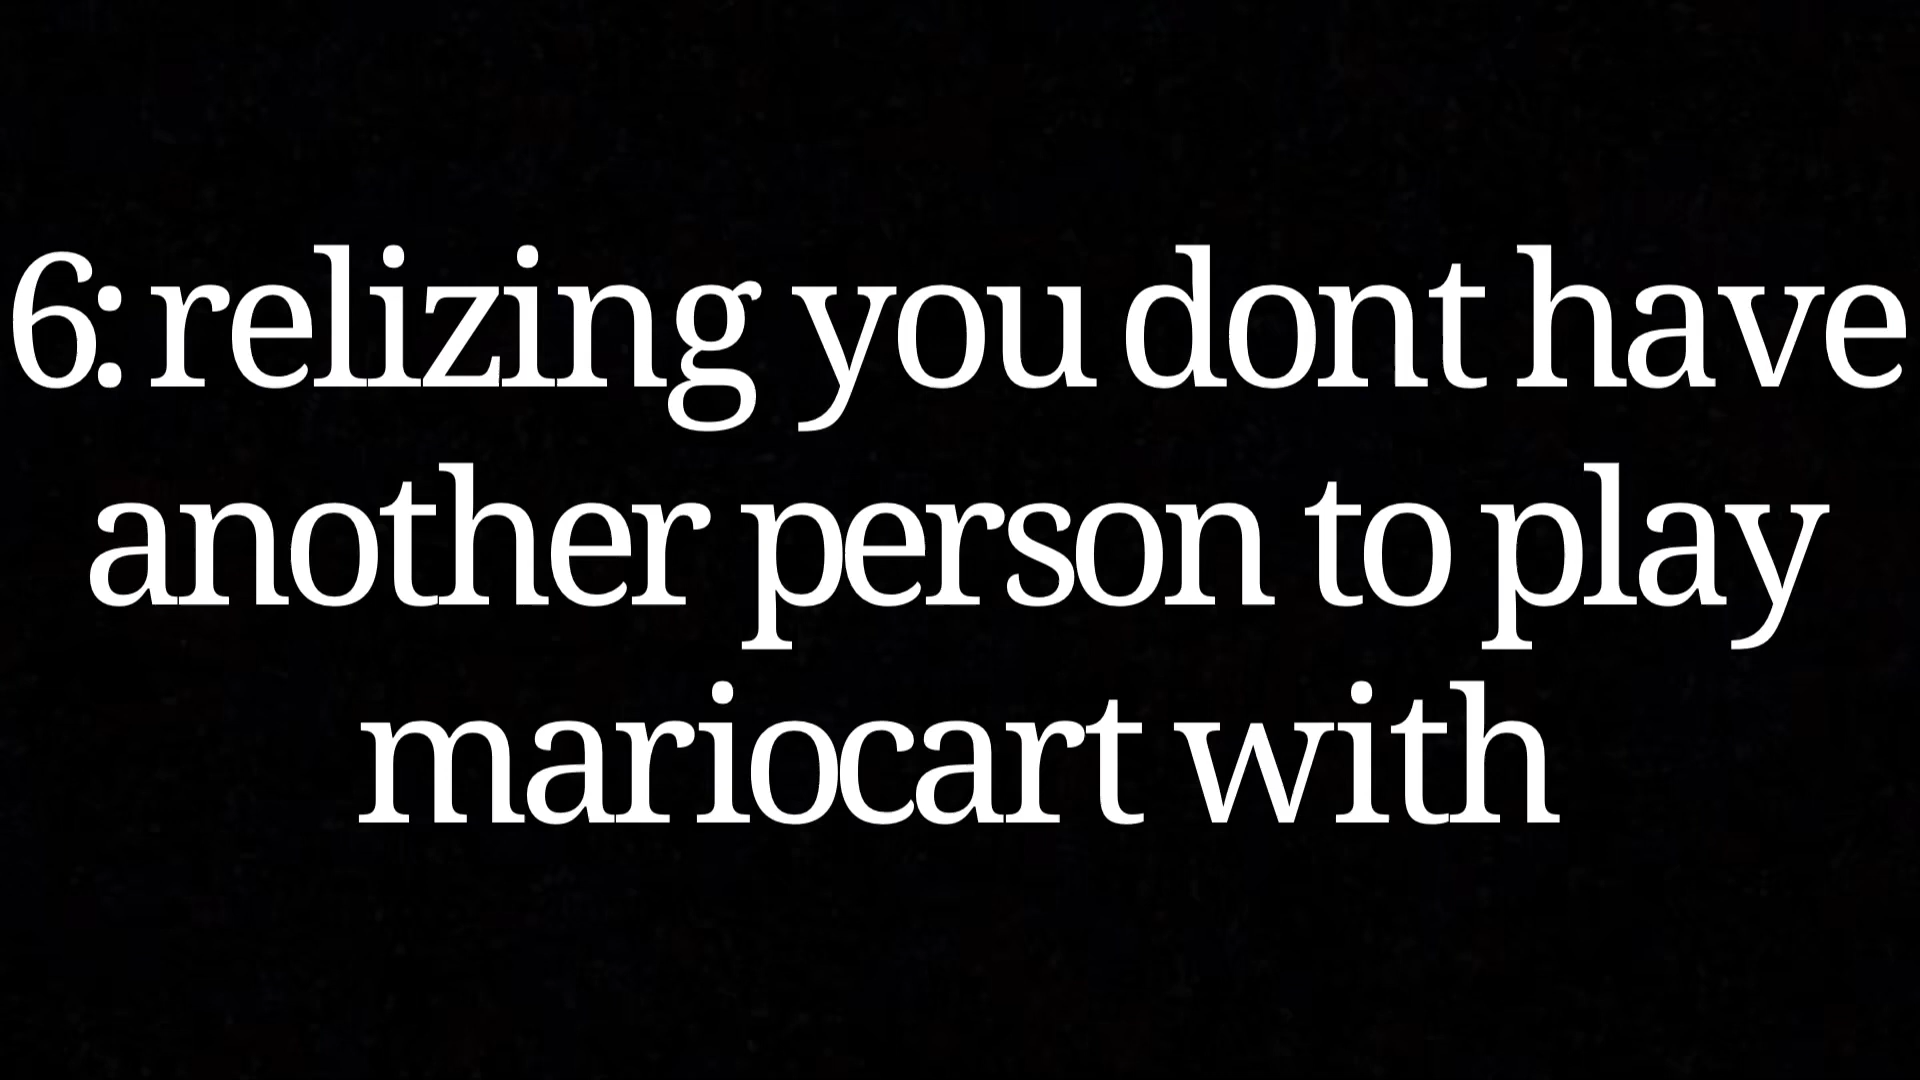 6: relizing you dont have
another person to play
mariocart with